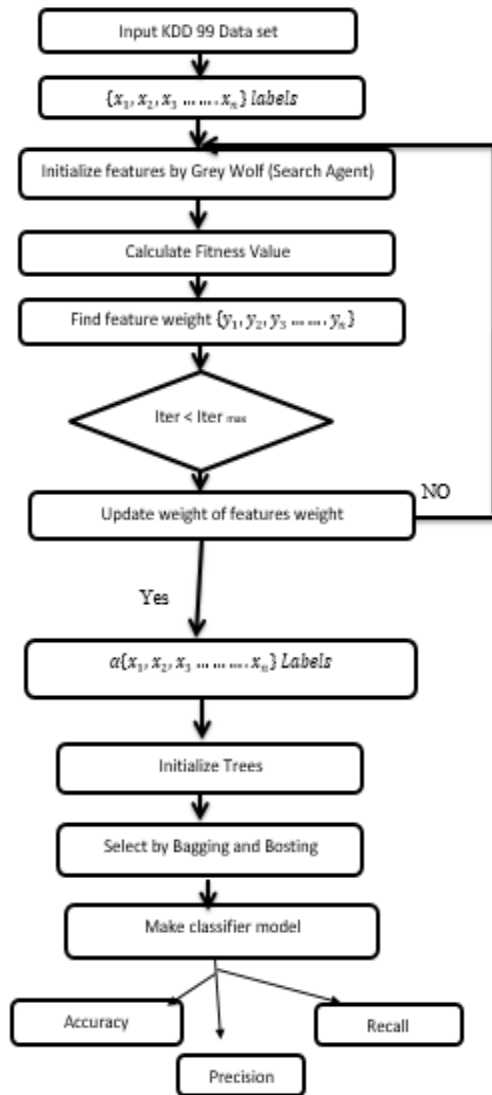 Input KDD 99 Data set
{x₁, x₂, x₃ ... ... . xₙ} labels
Initialize features by Grey Wolf (Search Agent)
Calculate Fitness Value
Find feature weight {y₁, y₂, y₃ ... ... . yₙ}
Iter < Iter max
Update weight of features weight
NO
Yes
α{x₁, x₂, x₃ ... ... ... . xₙ} Labels
Initialize Trees
Select by Bagging and Bosting
Make classifier model
Accuracy
Recall
Precision